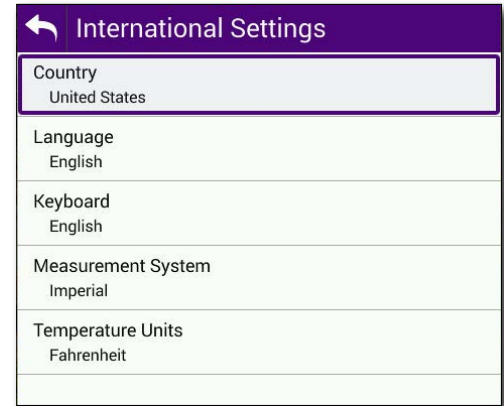 International Settings
Country
United States
Language
English
Keyboard
English
Measurement System
Imperial
Temperature Units
Fahrenheit